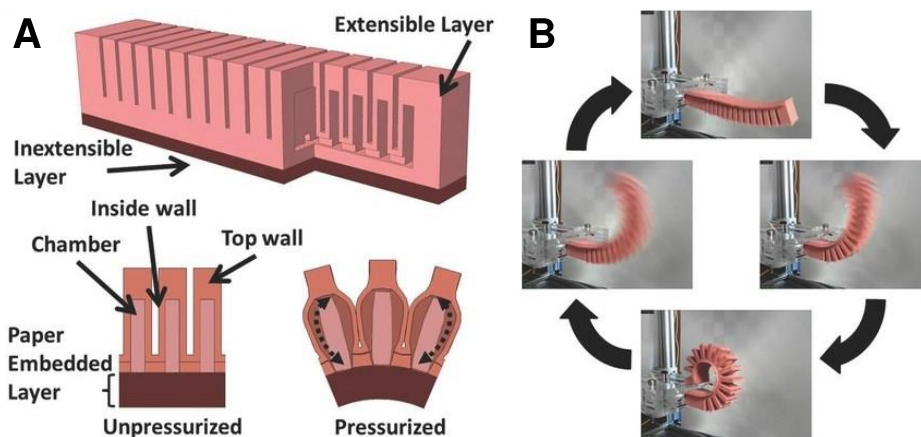 A
Extensible Layer
Inextensible
Layer
Inside wall
Chamber
Top wall
Paper
Embedded
Layer
Unpressurized
Pressurized
B